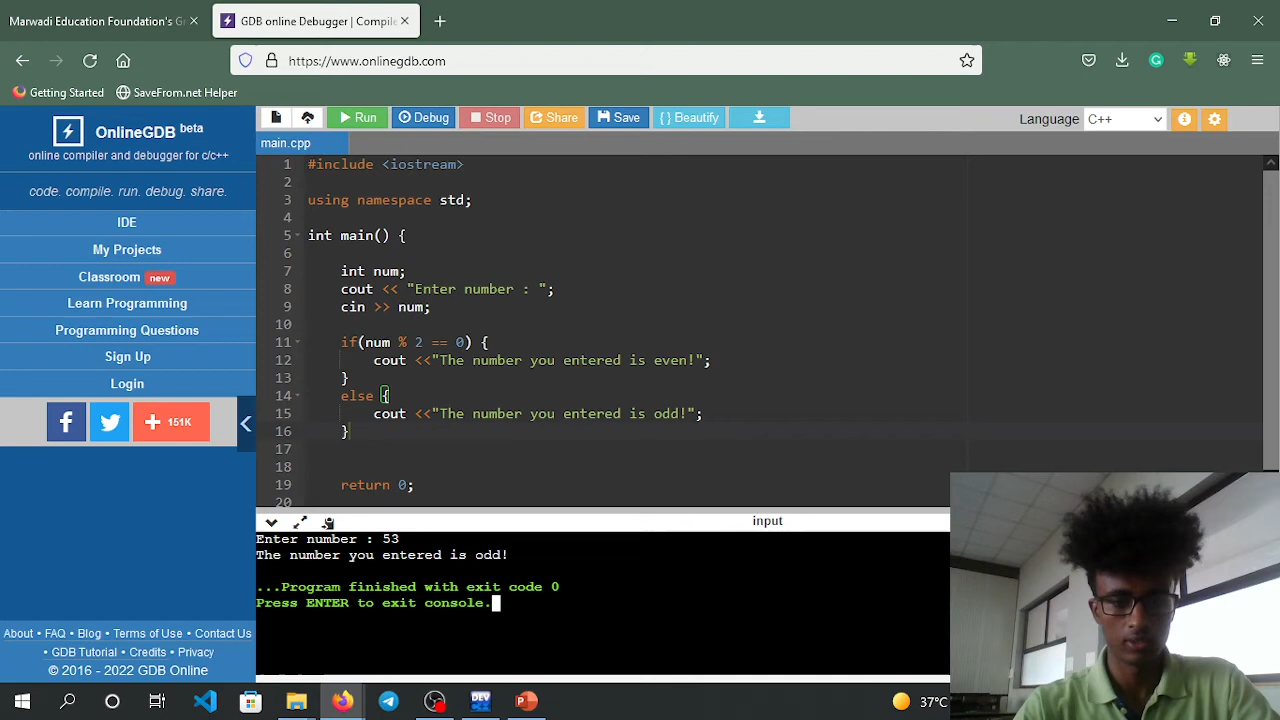 Marwadi Education Foundation's Gr
GDB online Debugger | Compile
https://www.onlinegdb.com
Getting Started
SaveFrom.net Helper
OnlineGDB beta
online compiler and debugger for c/c++
code. compile. run. debug. share.
IDE
My Projects
Classroom new
Learn Programming
Programming Questions
Sign Up
Login
f
+ 151K
About • FAQ • Blog • Terms of Use • Contact Us
• GDB Tutorial • Credits • Privacy
© 2016 - 2022 GDB Online
Run
Debug
Stop
Share
Save
{ } Beautify
Language C++
main.cpp
1 #include <iostream>
2
3 using namespace std;
4
5 int main() {
6
7 int num;
8 cout << "Enter number : ";
9 cin >> num;
10
11 if(num % 2 == 0) {
12 cout <<"The number you entered is even!";
13 }
14 else {
15 cout <<"The number you entered is odd!";
16 }
17
18
19 return 0;
20
input
Enter number : 53
The number you entered is odd!
...Program finished with exit code 0
Press ENTER to exit console.
DEV
37°C